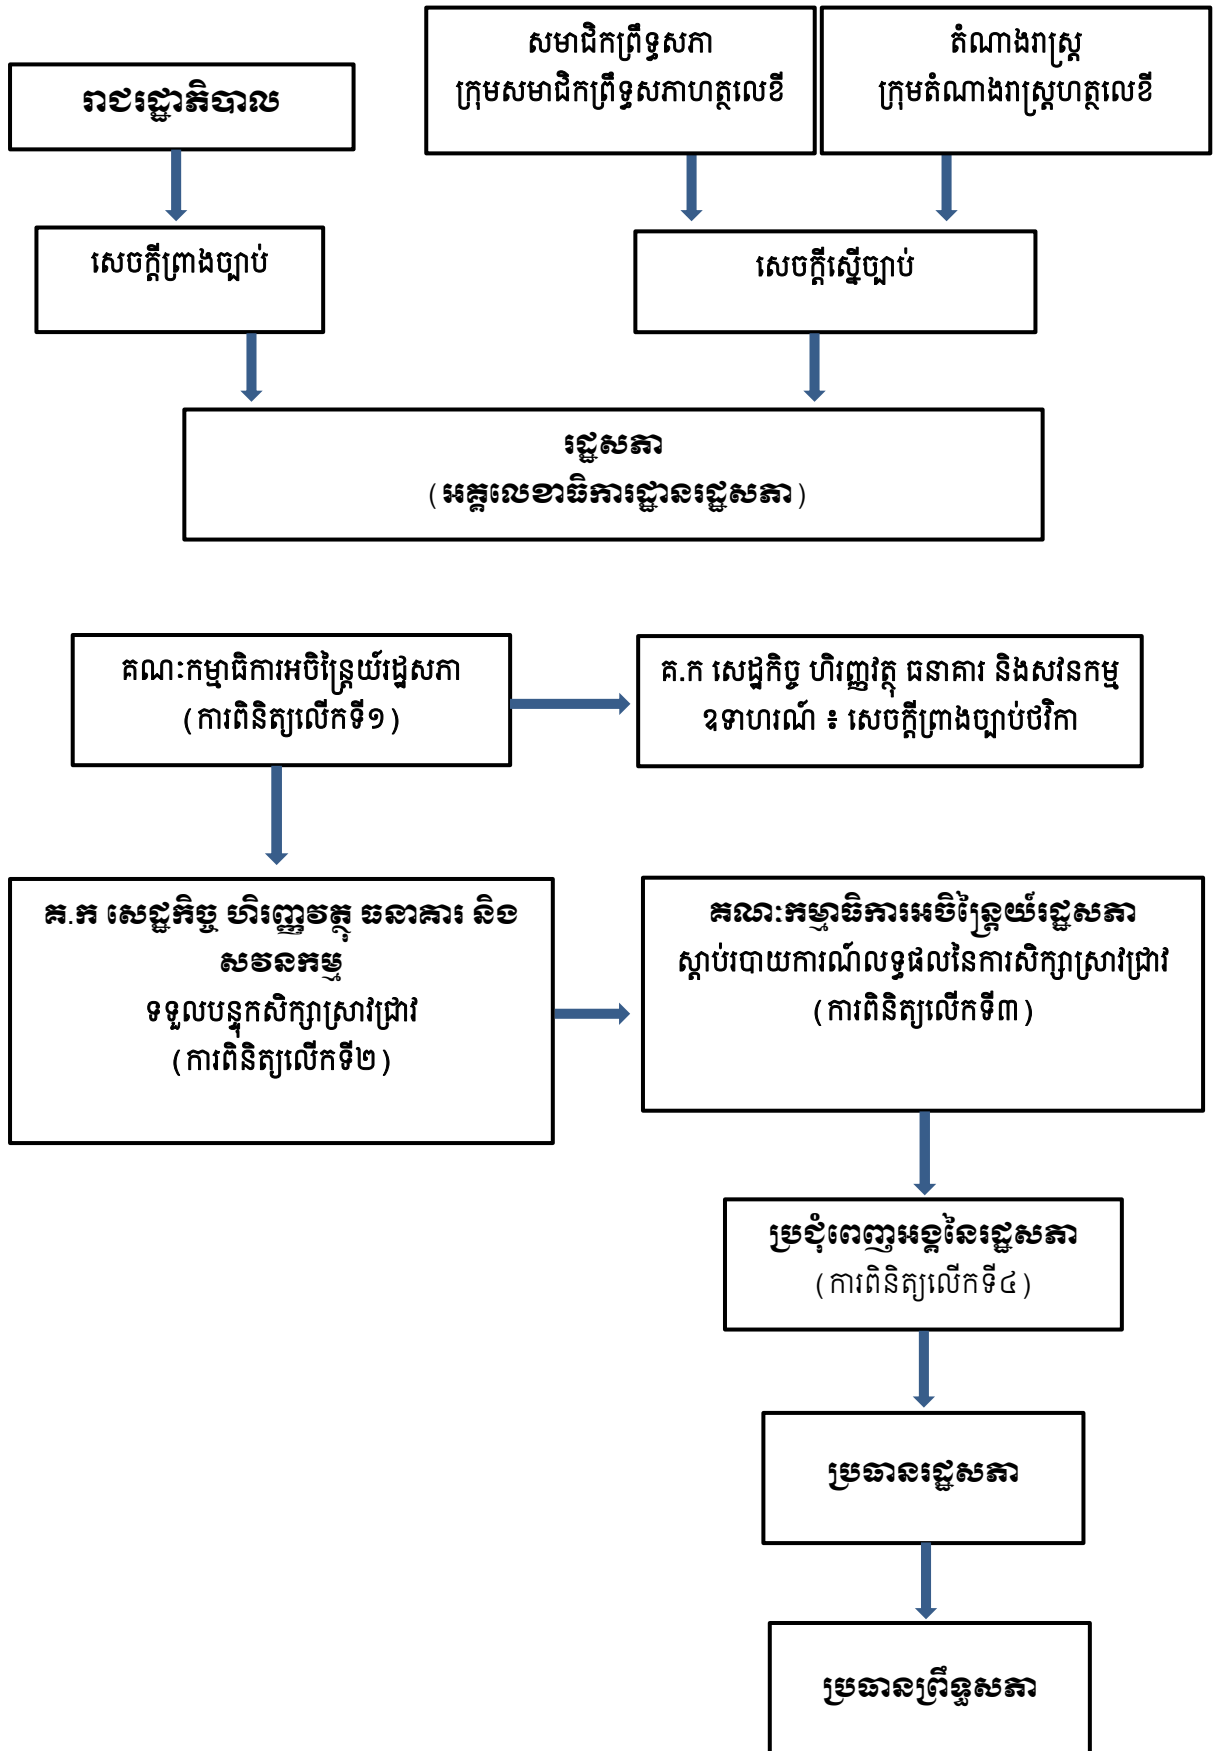 រាជរដ្ឋាភិបាល
សមាជិកព្រឹទ្ធសភា
ក្រុមសមាជិកព្រឹទ្ធសភាហត្ថលេខី
តំណាងរាស្ត្រ
ក្រុមតំណាងរាស្ត្រហត្ថលេខី
សេចក្តីព្រាងច្បាប់
សេចក្តីស្នើច្បាប់
រដ្ឋសភា
(អគ្គលេខាធិការដ្ឋានរដ្ឋសភា)
គណៈកម្មាធិការអចិន្ត្រៃយ៍រដ្ឋសភា
(ការពិនិត្យលើកទី១)
គ.ក សេដ្ឋកិច្ច ហិរញ្ញវត្ថុ ធនាគារ និងសវនកម្ម
ឧទាហរណ៍ ៖ សេចក្តីព្រាងច្បាប់ថវិកា
គ.ក សេដ្ឋកិច្ច ហិរញ្ញវត្ថុ ធនាគារ និង
សវនកម្ម
ទទួលបន្ទុកសិក្សាស្រាវជ្រាវ
(ការពិនិត្យលើកទី២)
គណៈកម្មាធិការអចិន្ត្រៃយ៍រដ្ឋសភា
ស្តាប់របាយការណ៍លទ្ធផលនៃការសិក្សាស្រាវជ្រាវ
(ការពិនិត្យលើកទី៣)
ប្រជុំពេញអង្គនៃរដ្ឋសភា
(ការពិនិត្យលើកទី៤)
ប្រធានរដ្ឋសភា
ប្រធានព្រឹទ្ធសភា